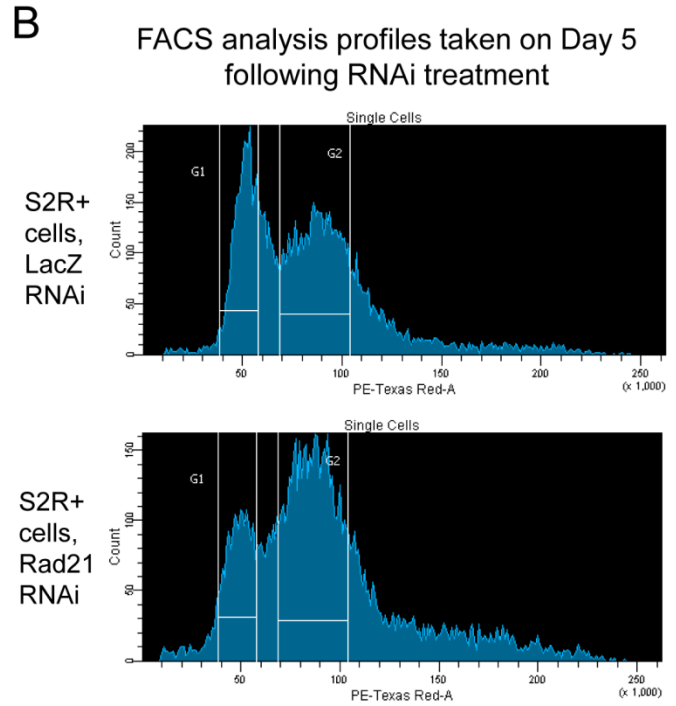 B
FACS analysis profiles taken on Day 5
following RNAi treatment
S2R+
cells,
LacZ
RNAi
Single Cells
G1
G2
Count
0
50
100
150
200
50
100
150
200
250
PE-Texas Red-A
(x 1,000)
S2R+
cells,
Rad21
RNAi
Single Cells
G1
G2
Count
0
50
100
150
50
100
150
200
250
PE-Texas Red-A
(x 1,000)